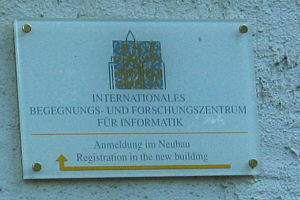 INTERNATIONALES
BEGEGNUNGS- UND FORSCHUNGSZENTRUM
FÜR INFORMATIK
Anmeldung im Neubau
Registration in the new building